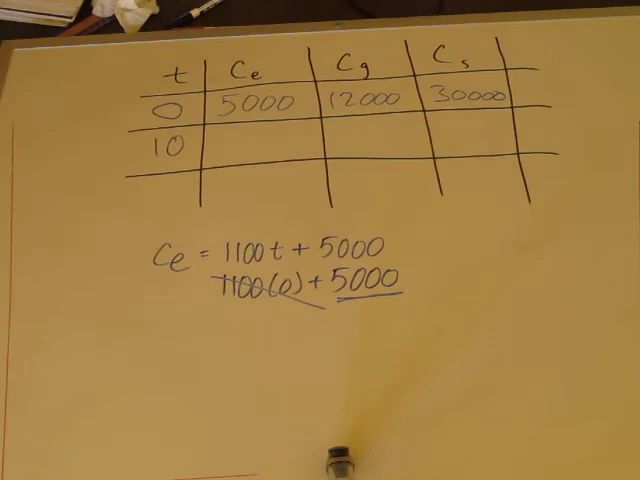 t Ce Cg Cs
0 5000 12000 30000
10
Ce = 1100t + 5000
1100(0) + 5000